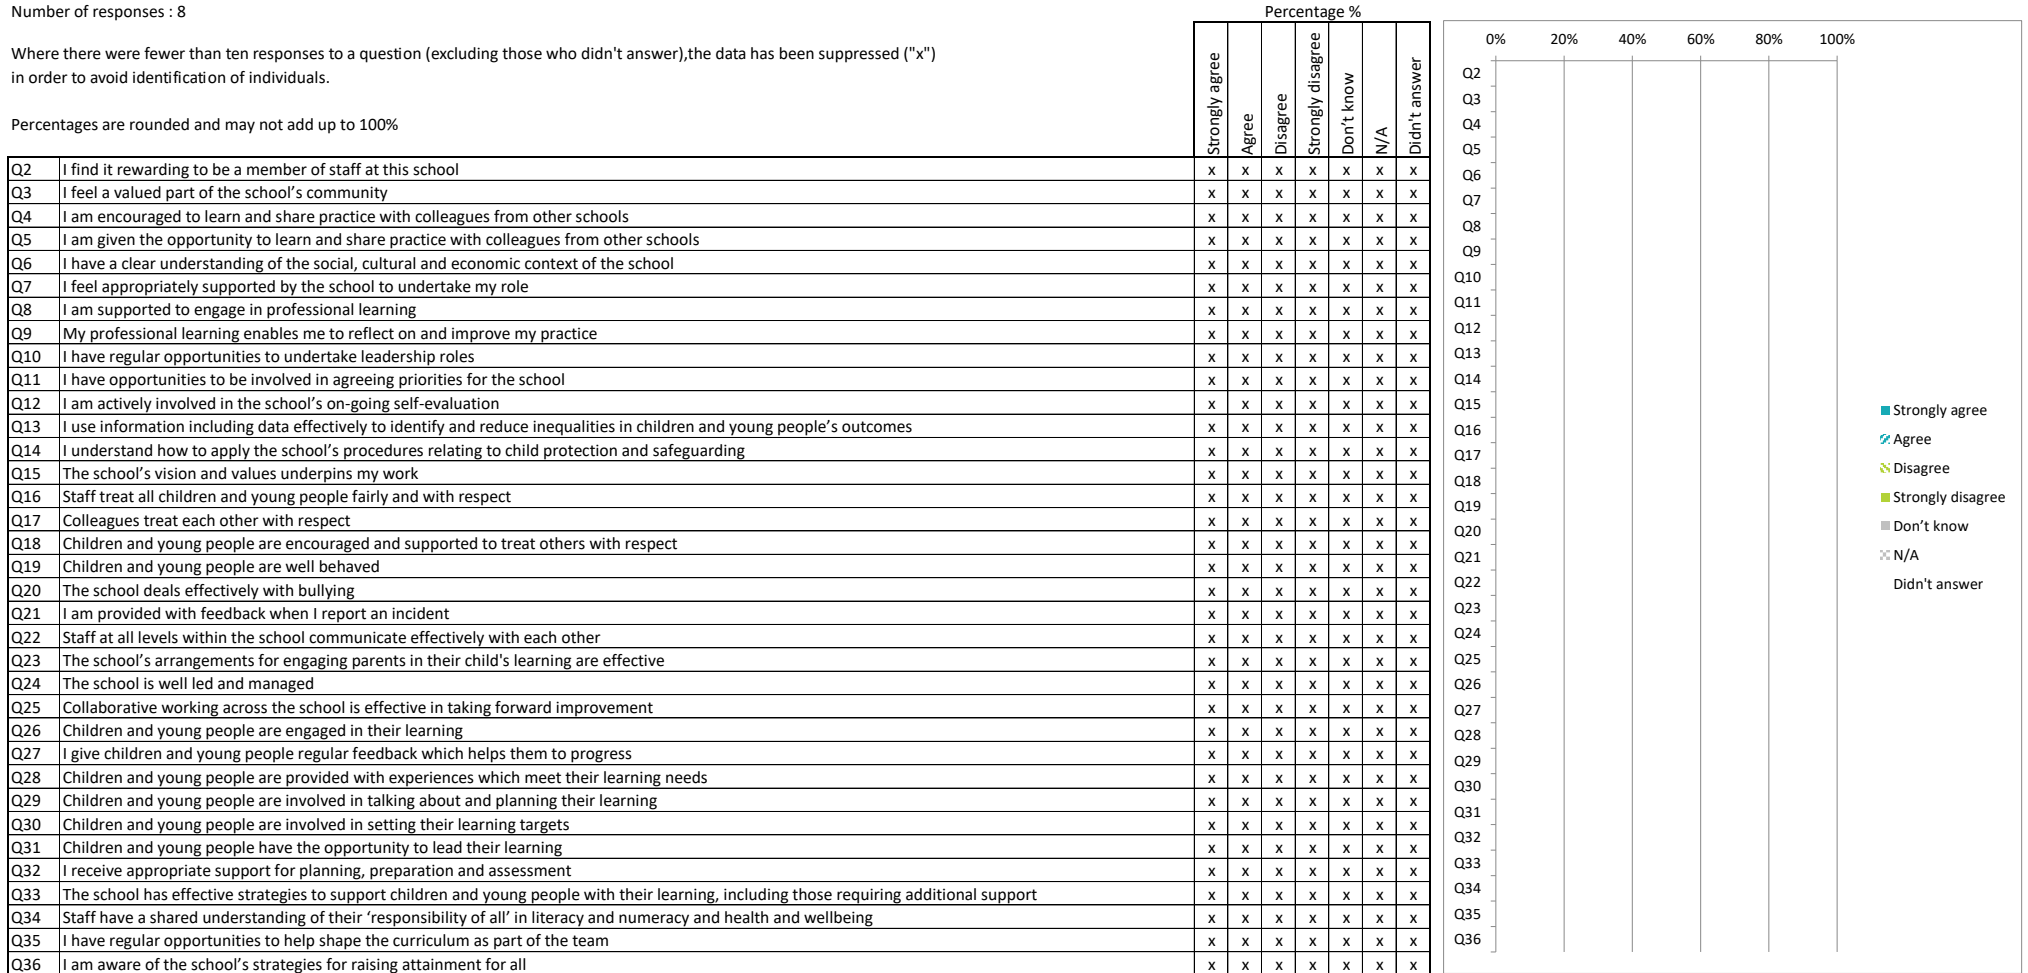 Number of responses : 8
Percentage %
Where there were fewer than ten responses to a question (excluding those who didn't answer),the data has been suppressed ("x")
in order to avoid identification of individuals.
Percentages are rounded and may not add up to 100%
Strongly agree
Agree
Disagree
Strongly disagree
Don't know
N/A
Didn't answer
Q2 I find it rewarding to be a member of staff at this school x x x x x x x
Q3 I feel a valued part of the school’s community x x x x x x x
Q4 I am encouraged to learn and share practice with colleagues from other schools x x x x x x x
Q5 I am given the opportunity to learn and share practice with colleagues from other schools x x x x x x x
Q6 I have a clear understanding of the social, cultural and economic context of the school x x x x x x x
Q7 I feel appropriately supported by the school to undertake my role x x x x x x x
Q8 I am supported to engage in professional learning x x x x x x x
Q9 My professional learning enables me to reflect on and improve my practice x x x x x x x
Q10 I have regular opportunities to undertake leadership roles x x x x x x x
Q11 I have opportunities to be involved in agreeing priorities for the school x x x x x x x
Q12 I am actively involved in the school’s on-going self-evaluation x x x x x x x
Q13 I use information including data effectively to identify and reduce inequalities in children and young people’s outcomes x x x x x x x
Q14 I understand how to apply the school’s procedures relating to child protection and safeguarding x x x x x x x
Q15 The school’s vision and values underpins my work x x x x x x x
Q16 Staff treat all children and young people fairly and with respect x x x x x x x
Q17 Colleagues treat each other with respect x x x x x x x
Q18 Children and young people are encouraged and supported to treat others with respect x x x x x x x
Q19 Children and young people are well behaved x x x x x x x
Q20 The school deals effectively with bullying x x x x x x x
Q21 I am provided with feedback when I report an incident x x x x x x x
Q22 Staff at all levels within the school communicate effectively with each other x x x x x x x
Q23 The school’s arrangements for engaging parents in their child's learning are effective x x x x x x x
Q24 The school is well led and managed x x x x x x x
Q25 Collaborative working across the school is effective in taking forward improvement x x x x x x x
Q26 Children and young people are engaged in their learning x x x x x x x
Q27 I give children and young people regular feedback which helps them to progress x x x x x x x
Q28 Children and young people are provided with experiences which meet their learning needs x x x x x x x
Q29 Children and young people are involved in talking about and planning their learning x x x x x x x
Q30 Children and young people are involved in setting their learning targets x x x x x x x
Q31 Children and young people have the opportunity to lead their learning x x x x x x x
Q32 I receive appropriate support for planning, preparation and assessment x x x x x x x
Q33 The school has effective strategies to support children and young people with their learning, including those requiring additional support x x x x x x x
Q34 Staff have a shared understanding of their ‘responsibility of all’ in literacy and numeracy and health and wellbeing x x x x x x x
Q35 I have regular opportunities to help shape the curriculum as part of the team x x x x x x x
Q36 I am aware of the school’s strategies for raising attainment for all x x x x x x x
0% 20% 40% 60% 80% 100%
Q2
Q3
Q4
Q5
Q6
Q7
Q8
Q9
Q10
Q11
Q12
Q13
Q14
Q15
Q16
Q17
Q18
Q19
Q20
Q21
Q22
Q23
Q24
Q25
Q26
Q27
Q28
Q29
Q30
Q31
Q32
Q33
Q34
Q35
Q36
Strongly agree
Agree
Disagree
Strongly disagree
Don’t know
N/A
Didn't answer